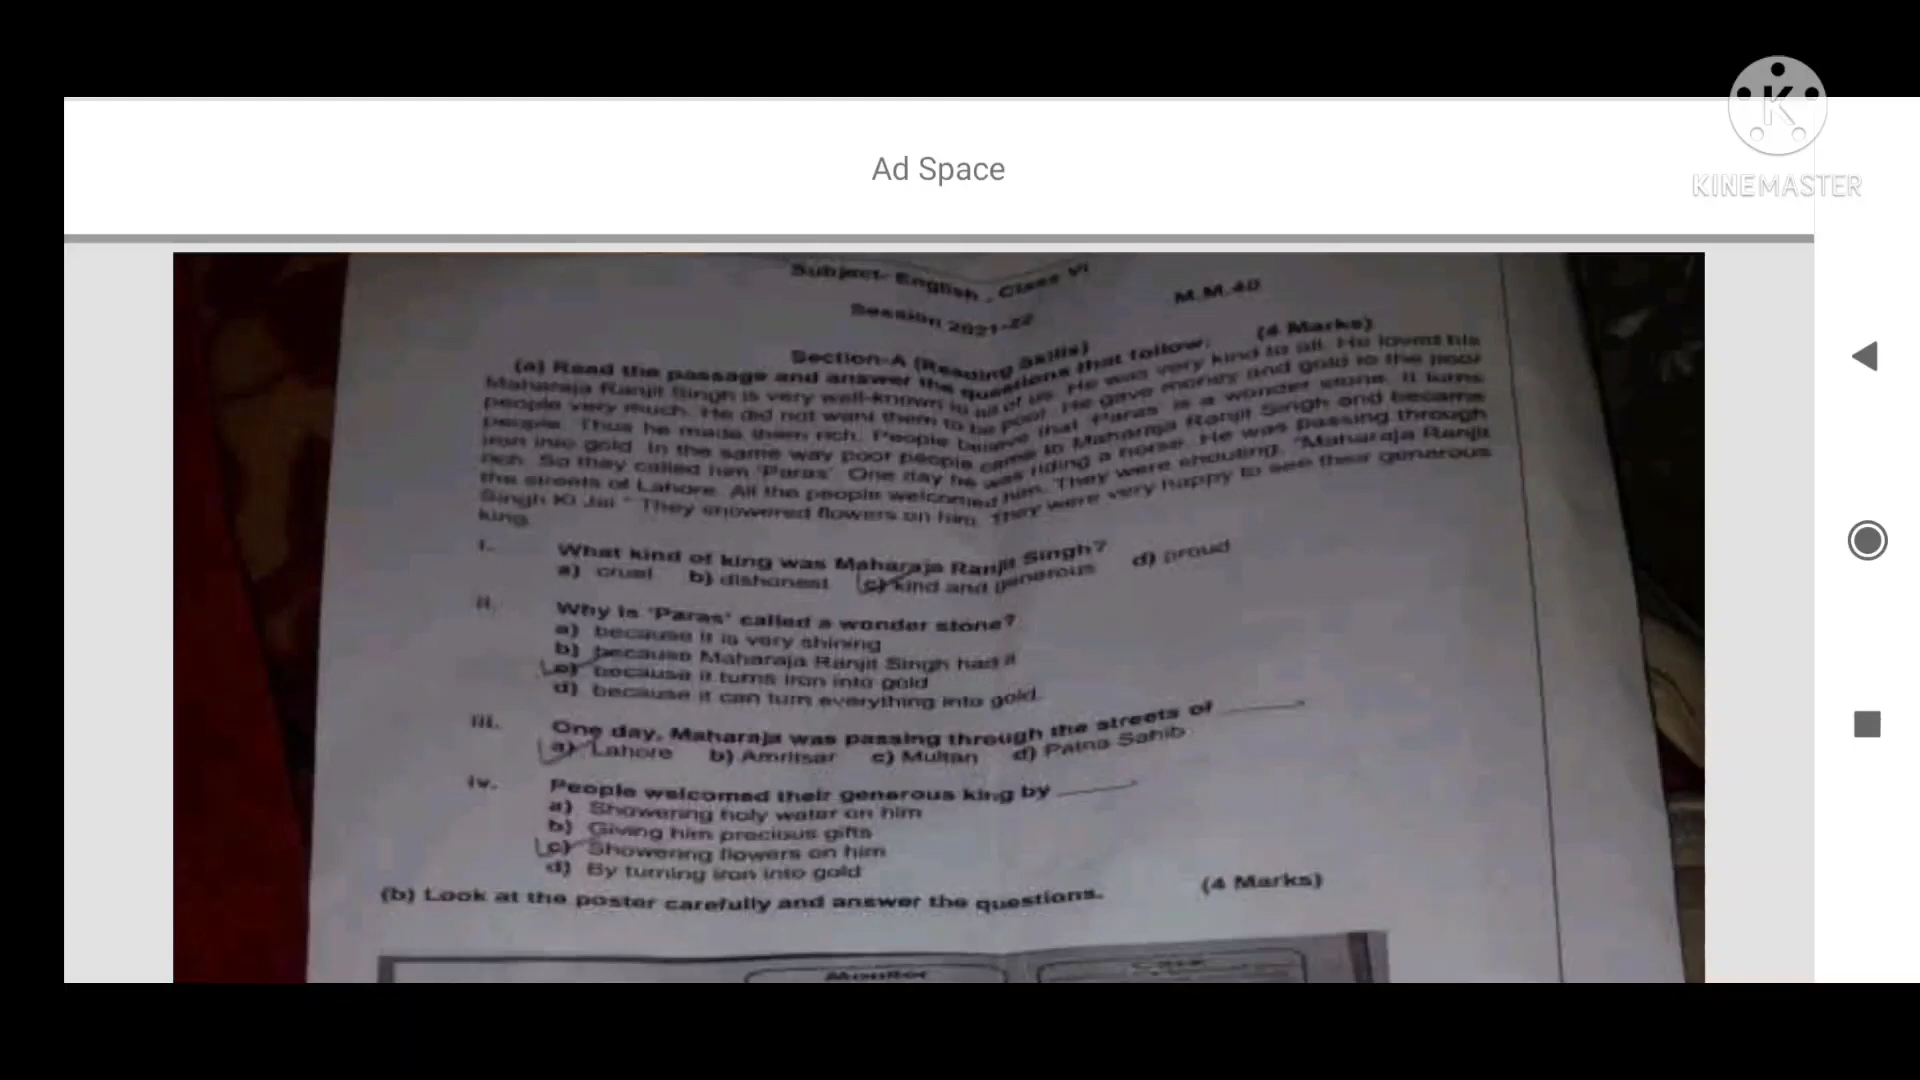 KINEMASTER
Ad Space
Subject- English , Class VI
Session 2021-22
M.M.40
Section-A (Reading Skills)
(4 Marks)
(a) Read the passage and answer the questions that follow:
Maharaja Ranjit Singh is very well-known to all of us. He was very kind to all. He loved his
people very much. He did not want them to be poor. He gave money and gold to the poor
people. Thus he made them rich. People believe that 'Paras' is a wonder stone. It turns
iron into gold. In the same way poor people came to Maharaja Ranjit Singh and became
rich. So they called him 'Paras'. One day he was riding a horse. He was passing through
the streets of Lahore. All the people welcomed him. They were shouting, "Maharaja Ranjit
Singh Ki Jai." They showered flowers on him. They were very happy to see their generous
king.
i. What kind of king was Maharaja Ranjit Singh?
a) cruel b) dishonest c) kind and generous d) proud
ii. Why is 'Paras' called a wonder stone?
a) because it is very shining
b) because Maharaja Ranjit Singh had it
c) because it turns iron into gold
d) because it can turn everything into gold.
iii. One day, Maharaja was passing through the streets of ______.
a) Lahore b) Amritsar c) Multan d) Patna Sahib
iv. People welcomed their generous king by ______.
a) Showering holy water on him
b) Giving him precious gifts
c) Showering flowers on him
d) By turning iron into gold
(b) Look at the poster carefully and answer the questions. (4 Marks)
Monitor